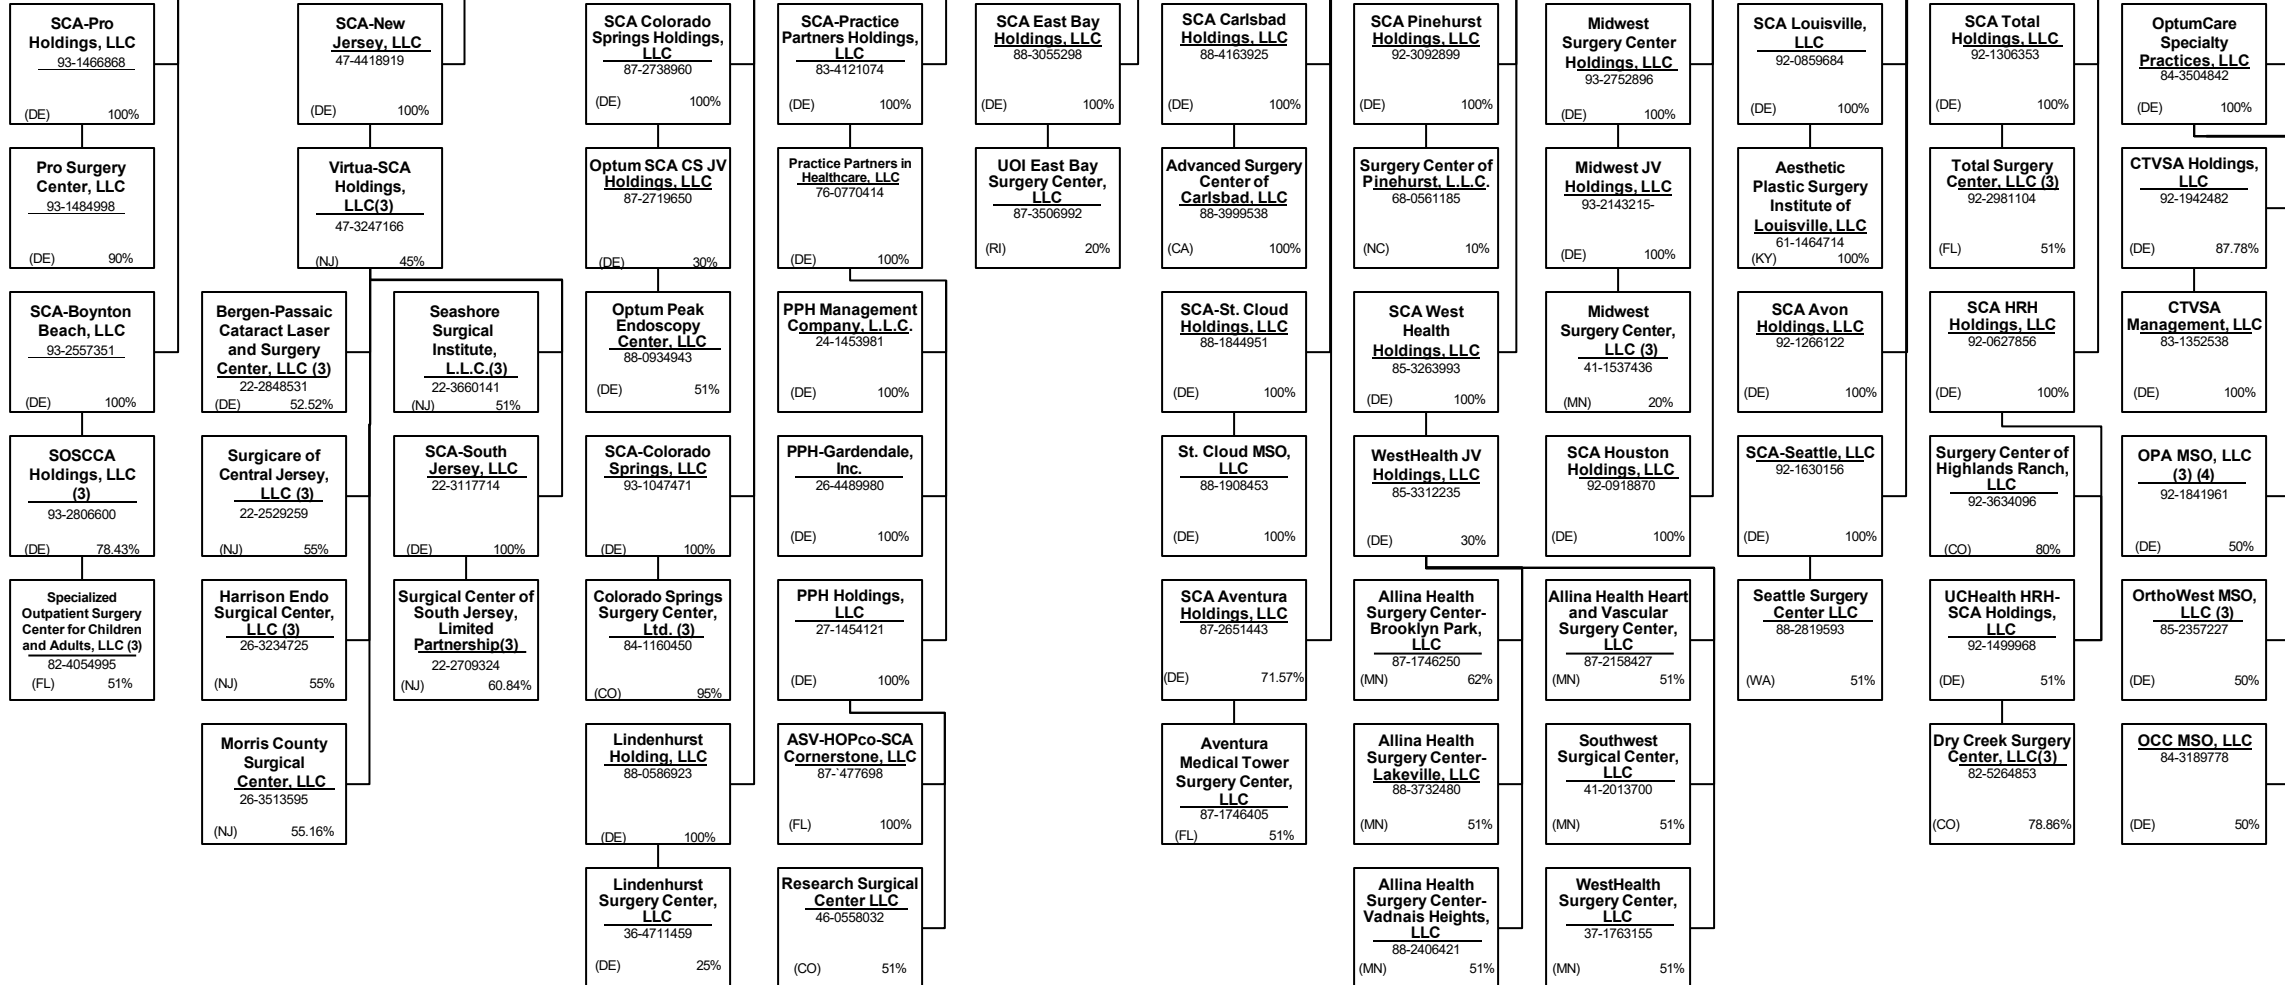 SCA-Pro
Holdings, LLC
93-1466868
(DE) 100%
Pro Surgery
Center, LLC
93-1484998
(DE) 90%
SCA-Boynton
Beach, LLC
93-2557351
(DE) 100%
SOSCCA
Holdings, LLC
(3)
93-2806600
(DE) 78.43%
Specialized
Outpatient Surgery
Center for Children
and Adults, LLC (3)
82-4054995
(FL) 51%
SCA-New
Jersey, LLC
47-4418919
(DE) 100%
Virtua-SCA
Holdings,
LLC(3)
47-3247166
(NJ) 45%
Bergen-Passaic
Cataract Laser
and Surgery
Center, LLC (3)
22-2848531
(DE) 52.52%
Surgicare of
Central Jersey,
LLC (3)
22-2529259
(NJ) 55%
Harrison Endo
Surgical Center,
LLC (3)
26-3234725
(NJ) 55%
Morris County
Surgical
Center, LLC
26-3513595
(NJ) 55.16%
Seashore
Surgical
Institute,
L.L.C.(3)
22-3660141
(NJ) 51%
SCA-South
Jersey, LLC
22-3117714
(DE) 100%
Surgical Center of
South Jersey,
Limited
Partnership(3)
22-2709324
(NJ) 60.84%
SCA Colorado
Springs Holdings,
LLC
87-2738960
(DE) 100%
Optum SCA CS JV
Holdings, LLC
87-2719650
(DE) 30%
Optum Peak
Endoscopy
Center, LLC
88-0934943
(DE) 51%
SCA-Colorado
Springs, LLC
93-1047471
(DE) 100%
Colorado Springs
Surgery Center,
Ltd. (3)
84-1160450
(CO) 95%
Lindenhurst
Holding, LLC
88-0586923
(DE) 100%
Lindenhurst
Surgery Center,
LLC
36-4711459
(DE) 25%
SCA-Practice
Partners Holdings,
LLC
83-4121074
(DE) 100%
Practice Partners in
Healthcare, LLC
76-0770414
(DE) 100%
PPH Management
Company, L.L.C.
24-1453981
(DE) 100%
PPH-Gardendale,
Inc.
26-4489980
(DE) 100%
PPH Holdings,
LLC
27-1454121
(DE) 100%
ASV-HOPco-SCA
Cornerstone, LLC
87-`477698
(FL) 100%
Research Surgical
Center LLC
46-0558032
(CO) 51%
SCA East Bay
Holdings, LLC
88-3055298
(DE) 100%
UOI East Bay
Surgery Center,
LLC
87-3506992
(RI) 20%
SCA Carlsbad
Holdings, LLC
88-4163925
(DE) 100%
Advanced Surgery
Center of
Carlsbad, LLC
88-3999538
(CA) 100%
SCA-St. Cloud
Holdings, LLC
88-1844951
(DE) 100%
St. Cloud MSO,
LLC
88-1908453
(DE) 100%
SCA Aventura
Holdings, LLC
87-2651443
(DE) 71.57%
Aventura
Medical Tower
Surgery Center,
LLC
87-1746405
(FL) 51%
SCA Pinehurst
Holdings, LLC
92-3092899
(DE) 100%
Surgery Center of
Pinehurst, L.L.C.
68-0561185
(NC) 10%
SCA West
Health
Holdings, LLC
85-3263993
(DE) 100%
WestHealth JV
Holdings, LLC
85-3312235
(DE) 30%
Allina Health
Surgery Center-
Brooklyn Park,
LLC
87-1746250
(MN) 62%
Allina Health
Surgery Center-
Lakeville, LLC
88-3732480
(MN) 51%
Allina Health
Surgery Center-
Vadnais Heights,
LLC
88-2406421
(MN) 51%
Midwest
Surgery Center
Holdings, LLC
93-2752896
(DE) 100%
Midwest JV
Holdings, LLC
93-2143215-
(DE) 100%
Midwest
Surgery Center,
LLC (3)
41-1537436
(MN) 20%
SCA Houston
Holdings, LLC
92-0918870
(DE) 100%
Allina Health Heart
and Vascular
Surgery Center,
LLC
87-2158427
(MN) 51%
Southwest
Surgical Center,
LLC
41-2013700
(MN) 51%
WestHealth
Surgery Center,
LLC
37-1763155
(MN) 51%
SCA Louisville,
LLC
92-0859684
(DE) 100%
Aesthetic
Plastic Surgery
Institute of
Louisville, LLC
61-1464714
(KY) 100%
SCA Avon
Holdings, LLC
92-1266122
(DE) 100%
SCA-Seattle, LLC
92-1630156
(DE) 100%
Seattle Surgery
Center LLC
88-2819593
(WA) 51%
SCA Total
Holdings, LLC
92-1306353
(DE) 100%
Total Surgery
Center, LLC (3)
92-2981104
(FL) 51%
SCA HRH
Holdings, LLC
92-0627856
(DE) 100%
Surgery Center of
Highlands Ranch,
LLC
92-3634096
(CO) 80%
UCHealth HRH-
SCA Holdings,
LLC
92-1499968
(DE) 51%
Dry Creek Surgery
Center, LLC(3)
82-5264853
(CO) 78.86%
OptumCare
Specialty
Practices, LLC
84-3504842
(DE) 100%
CTVSA Holdings,
LLC
92-1942482
(DE) 87.78%
CTVSA
Management, LLC
83-1352538
(DE) 100%
OPA MSO, LLC
(3) (4)
92-1841961
(DE) 50%
OrthoWest MSO,
LLC (3)
85-2357227
(DE) 50%
OCC MSO, LLC
84-3189778
(DE) 50%